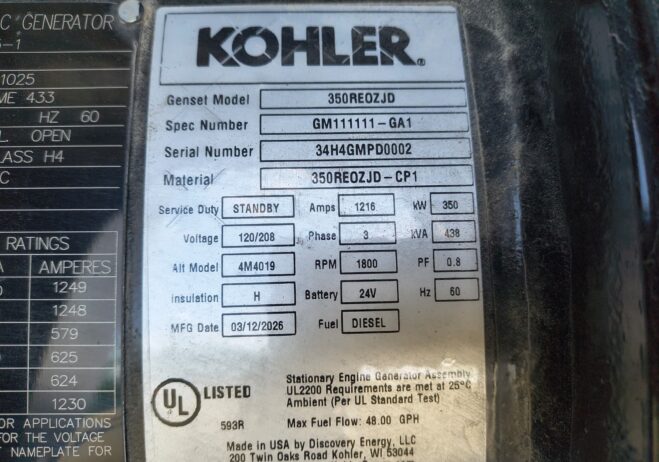 C GENERATOR
-1
1025
ME 433
HZ 60
L OPEN
LASS H4
C
RATINGS
A AMPERES
0 1249
1248
579
625
624
1230
OR APPLICATIONS
FOR THE VOLTAGE
T NAMEPLATE FOR
KOHLER®
Genset Model 350REOZJD
Spec Number GM111111-GA1
Serial Number 34H4GMPD0002
Material 350REOZJD-CP1
Service Duty STANDBY Amps 1216 kW 350
Voltage 120/208 Phase 3 kVA 438
Alt Model 4M4019 RPM 1800 PF 0.8
Insulation H Battery 24V Hz 60
MFG Date 03/12/2026 Fuel DIESEL
UL LISTED
593R
Stationary Engine Generator Assembly
UL2200 Requirements are met at 25°C
Ambient (Per UL Standard Test)
Max Fuel Flow: 48.00 GPH
Made in USA by Discovery Energy, LLC
200 Twin Oaks Road Kohler, WI 53044